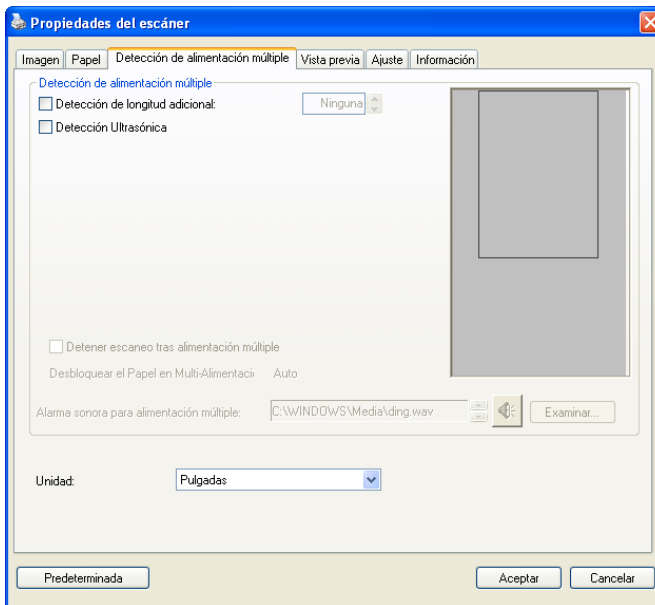 Propiedades del escáner
Imagen Papel Detección de alimentación múltiple Vista previa Ajuste Información
Detección de alimentación múltiple
Detección de longitud adicional: Ninguna
Detección Ultrasónica
Detener escaneo tras alimentación múltiple
Desbloquear el Papel en Multi-Alimentaci Auto
Alarma sonora para alimentación múltiple: C:\WINDOWS\Media\ding.wav Examinar...
Unidad: Pulgadas
Predeterminada Aceptar Cancelar